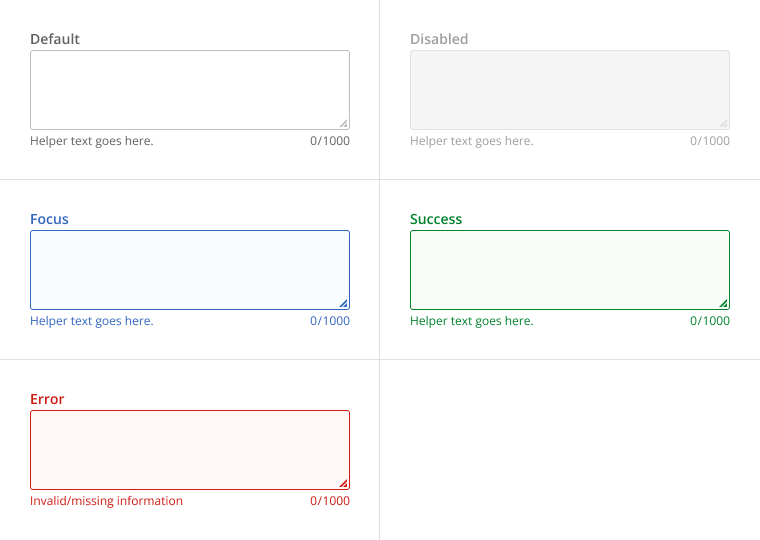 Default
Helper text goes here. 0/1000
Disabled
Helper text goes here. 0/1000
Focus
Helper text goes here. 0/1000
Success
Helper text goes here. 0/1000
Error
Invalid/missing information 0/1000